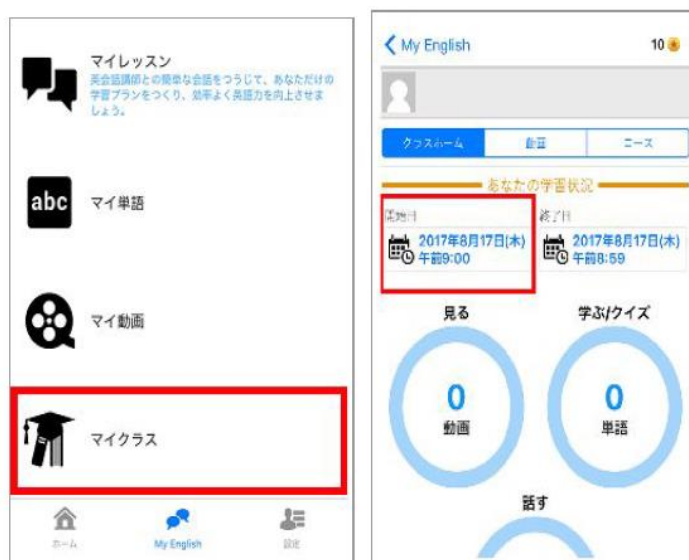 マイレッスン
英会話講師との簡単な会話をつうじて、あなただけの
学習プランをつくり、効率よく英語力を向上させま
しょう。
abc
マイ単語
マイ動画
マイクラス
ホーム
My English
設定
My English
10
クラスホーム
動画
コース
あなたの学習状況
開始日
終了日
2017年8月17日(木)
午前9:00
2017年8月17日(木)
午前8:59
見る
学ぶ/クイズ
0
動画
0
単語
話す